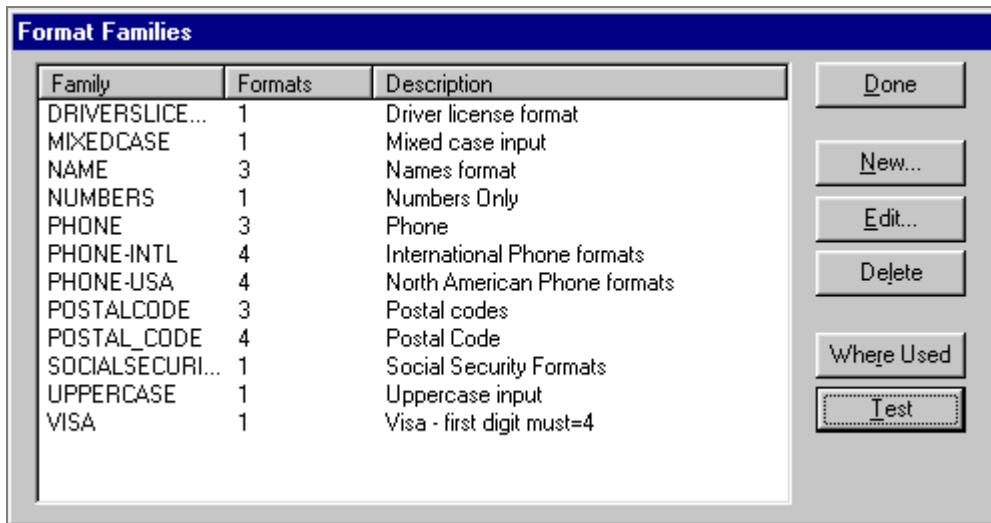 Format Families
Family Formats Description
DRIVERSLICE... 1 Driver license format
MIXEDCASE 1 Mixed case input
NAME 3 Names format
NUMBERS 1 Numbers Only
PHONE 3 Phone
PHONE-INTL 4 International Phone formats
PHONE-USA 4 North American Phone formats
POSTALCODE 3 Postal codes
POSTAL_CODE 4 Postal Code
SOCIALSECURI... 1 Social Security Formats
UPPERCASE 1 Uppercase input
VISA 1 Visa - first digit must=4
Done
New...
Edit...
Delete
Where Used
Test